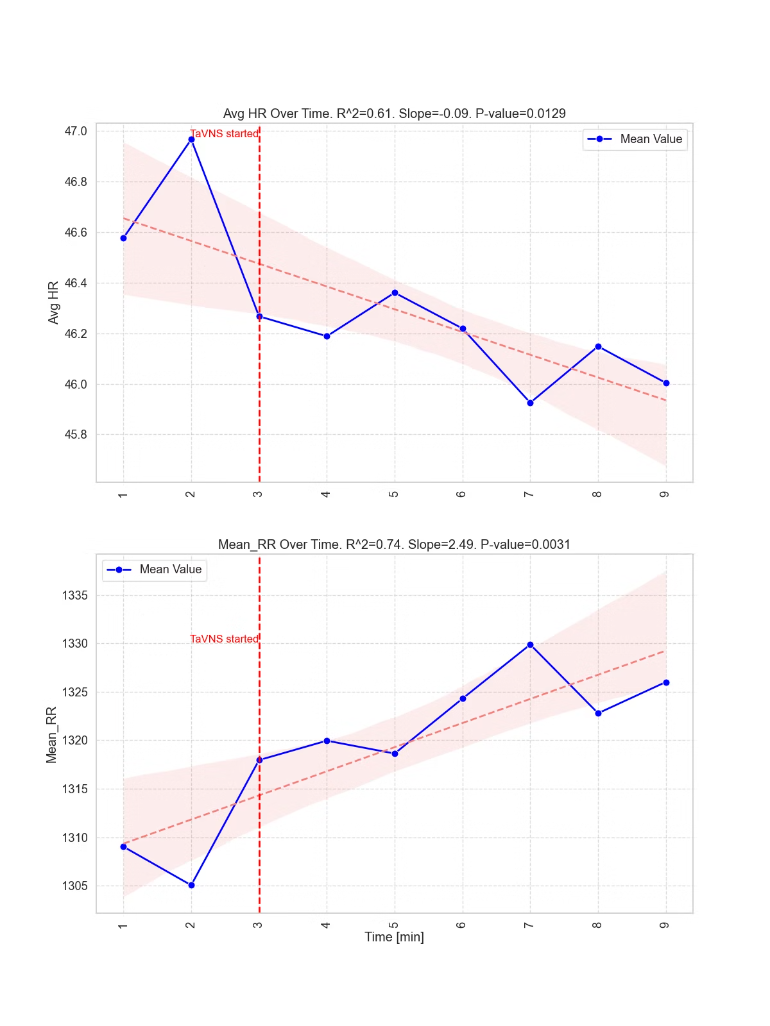 Avg HR Over Time. R^2=0.61. Slope=-0.09. P-value=0.0129
47.0
46.8
46.6
46.4
46.2
46.0
45.8
Avg HR
TaVNS started
Mean Value
1 2 3 4 5 6 7 8 9
Mean_RR Over Time. R^2=0.74. Slope=2.49. P-value=0.0031
1335
1330
1325
1320
1315
1310
1305
Mean_RR
Mean Value
TaVNS started
1 2 3 4 5 6 7 8 9
Time [min]